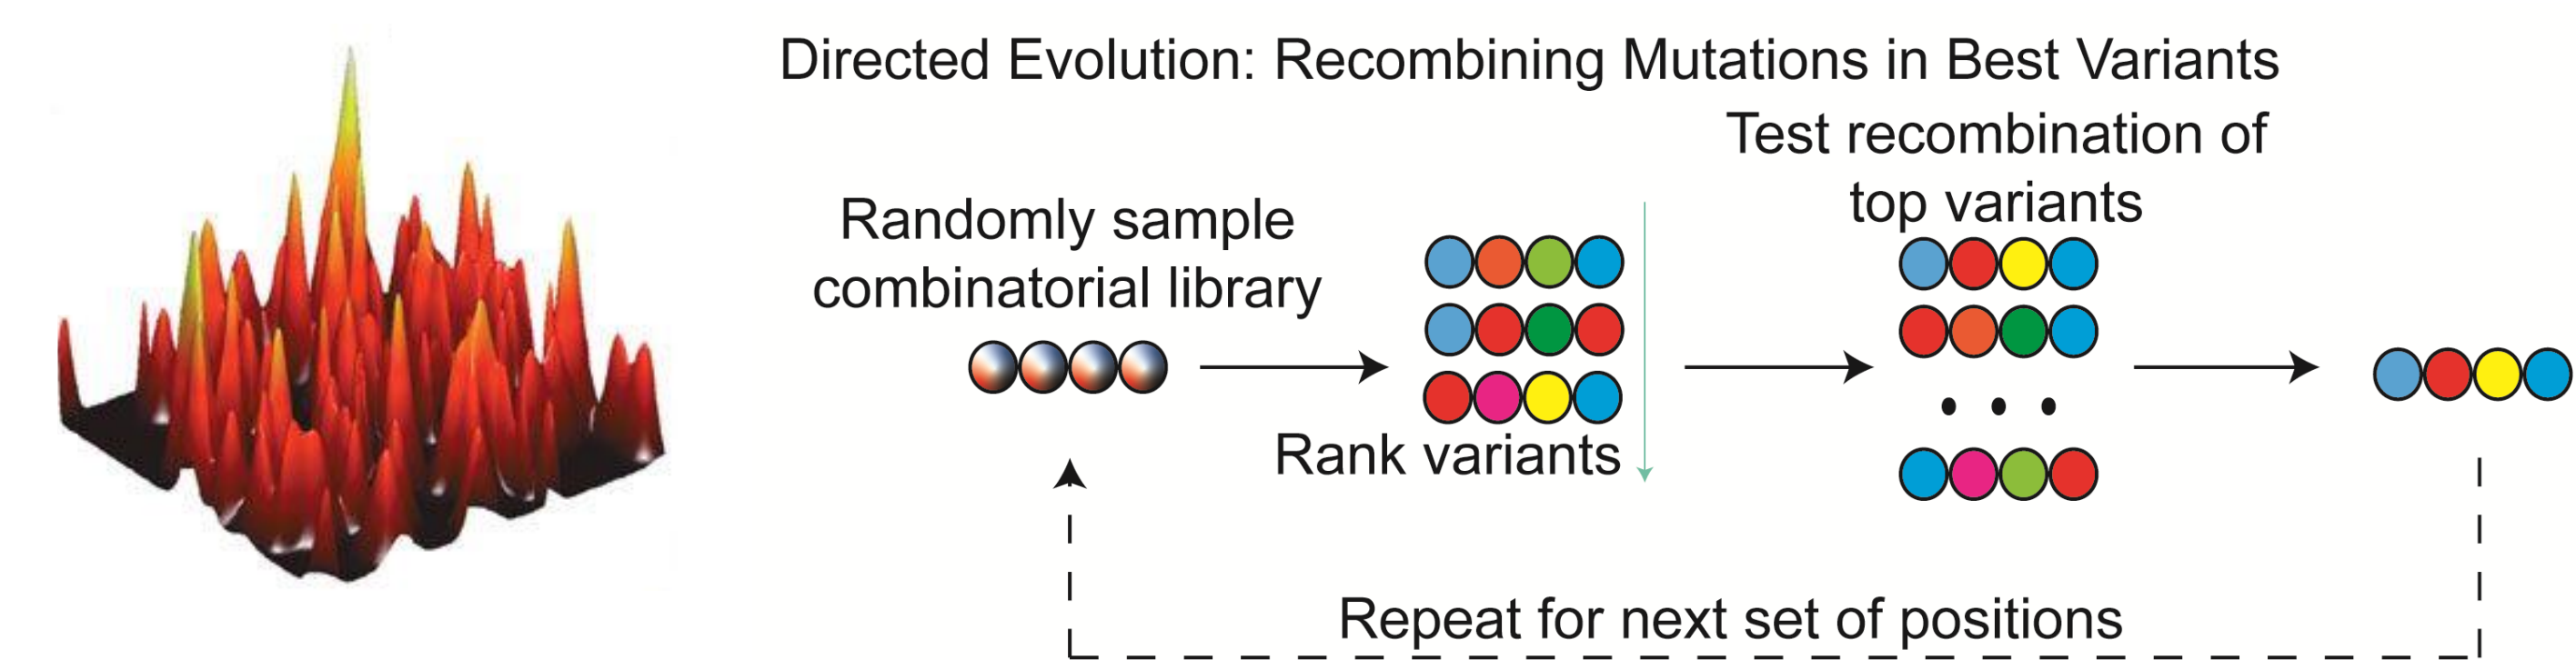 Directed Evolution: Recombining Mutations in Best Variants
Randomly sample
combinatorial library
Rank variants
Test recombination of
top variants
Repeat for next set of positions